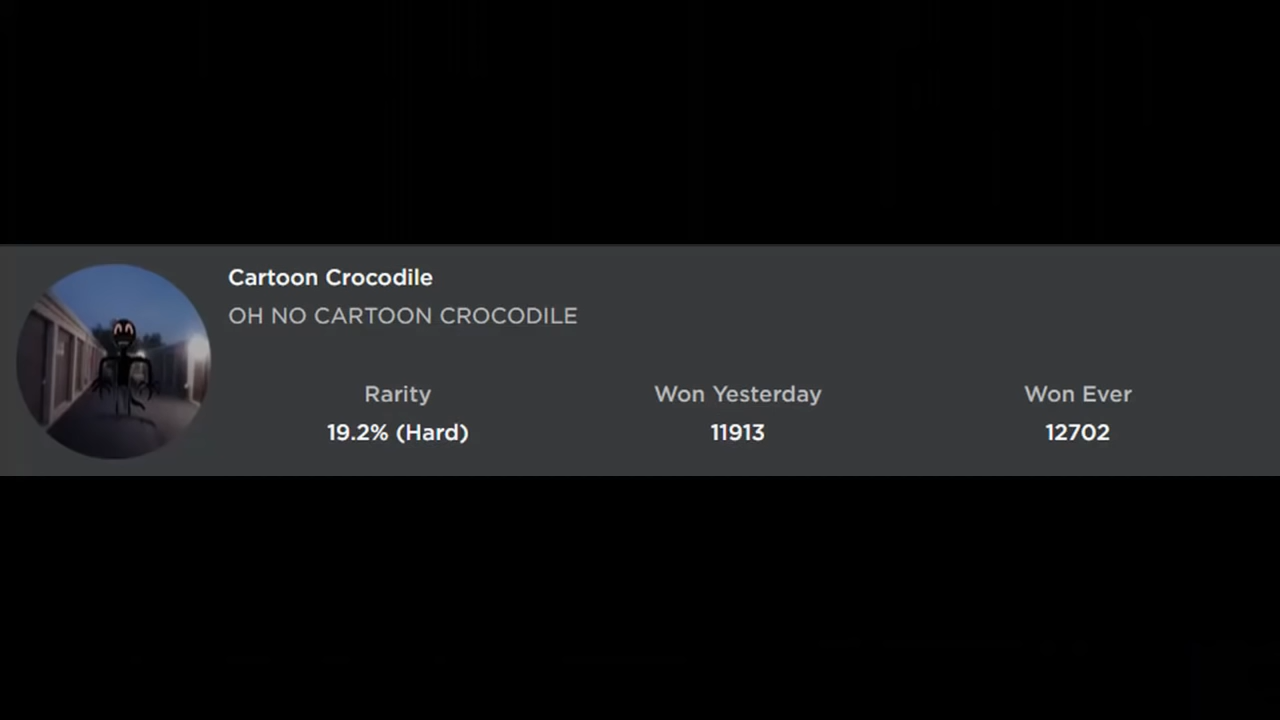 Cartoon Crocodile
OH NO CARTOON CROCODILE
Rarity Won Yesterday Won Ever
19.2% (Hard) 11913 12702